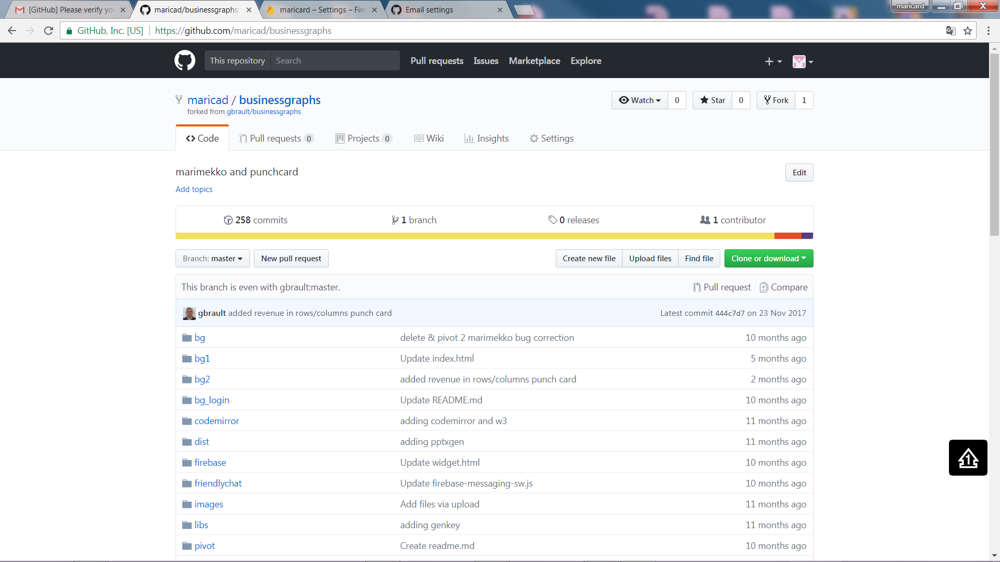 [GitHub] Please verify yo
maricad/businessgraphs:
maricard – Settings – Fire
Email settings
maricard
GitHub, Inc. [US]
https://github.com/maricad/businessgraphs
This repository
Search
Pull requests
Issues
Marketplace
Explore
maricad / businessgraphs
forked from gbrault/businessgraphs
Watch 0
Star 0
Fork 1
Code
Pull requests 0
Projects 0
Wiki
Insights
Settings
marimekko and punchcard
Edit
Add topics
258 commits
1 branch
0 releases
1 contributor
Branch: master
New pull request
Create new file
Upload files
Find file
Clone or download
This branch is even with gbrault:master.
Pull request
Compare
gbrault added revenue in rows/columns punch card
Latest commit 444c7d7 on 23 Nov 2017
bg delete & pivot 2 marimekko bug correction 10 months ago
bg1 Update index.html 5 months ago
bg2 added revenue in rows/columns punch card 2 months ago
bg_login Update README.md 10 months ago
codemirror adding codemirror and w3 11 months ago
dist adding pptxgen 11 months ago
firebase Update widget.html 10 months ago
friendlychat Update firebase-messaging-sw.js 10 months ago
images Add files via upload 11 months ago
libs adding genkey 11 months ago
pivot Create readme.md 10 months ago
1